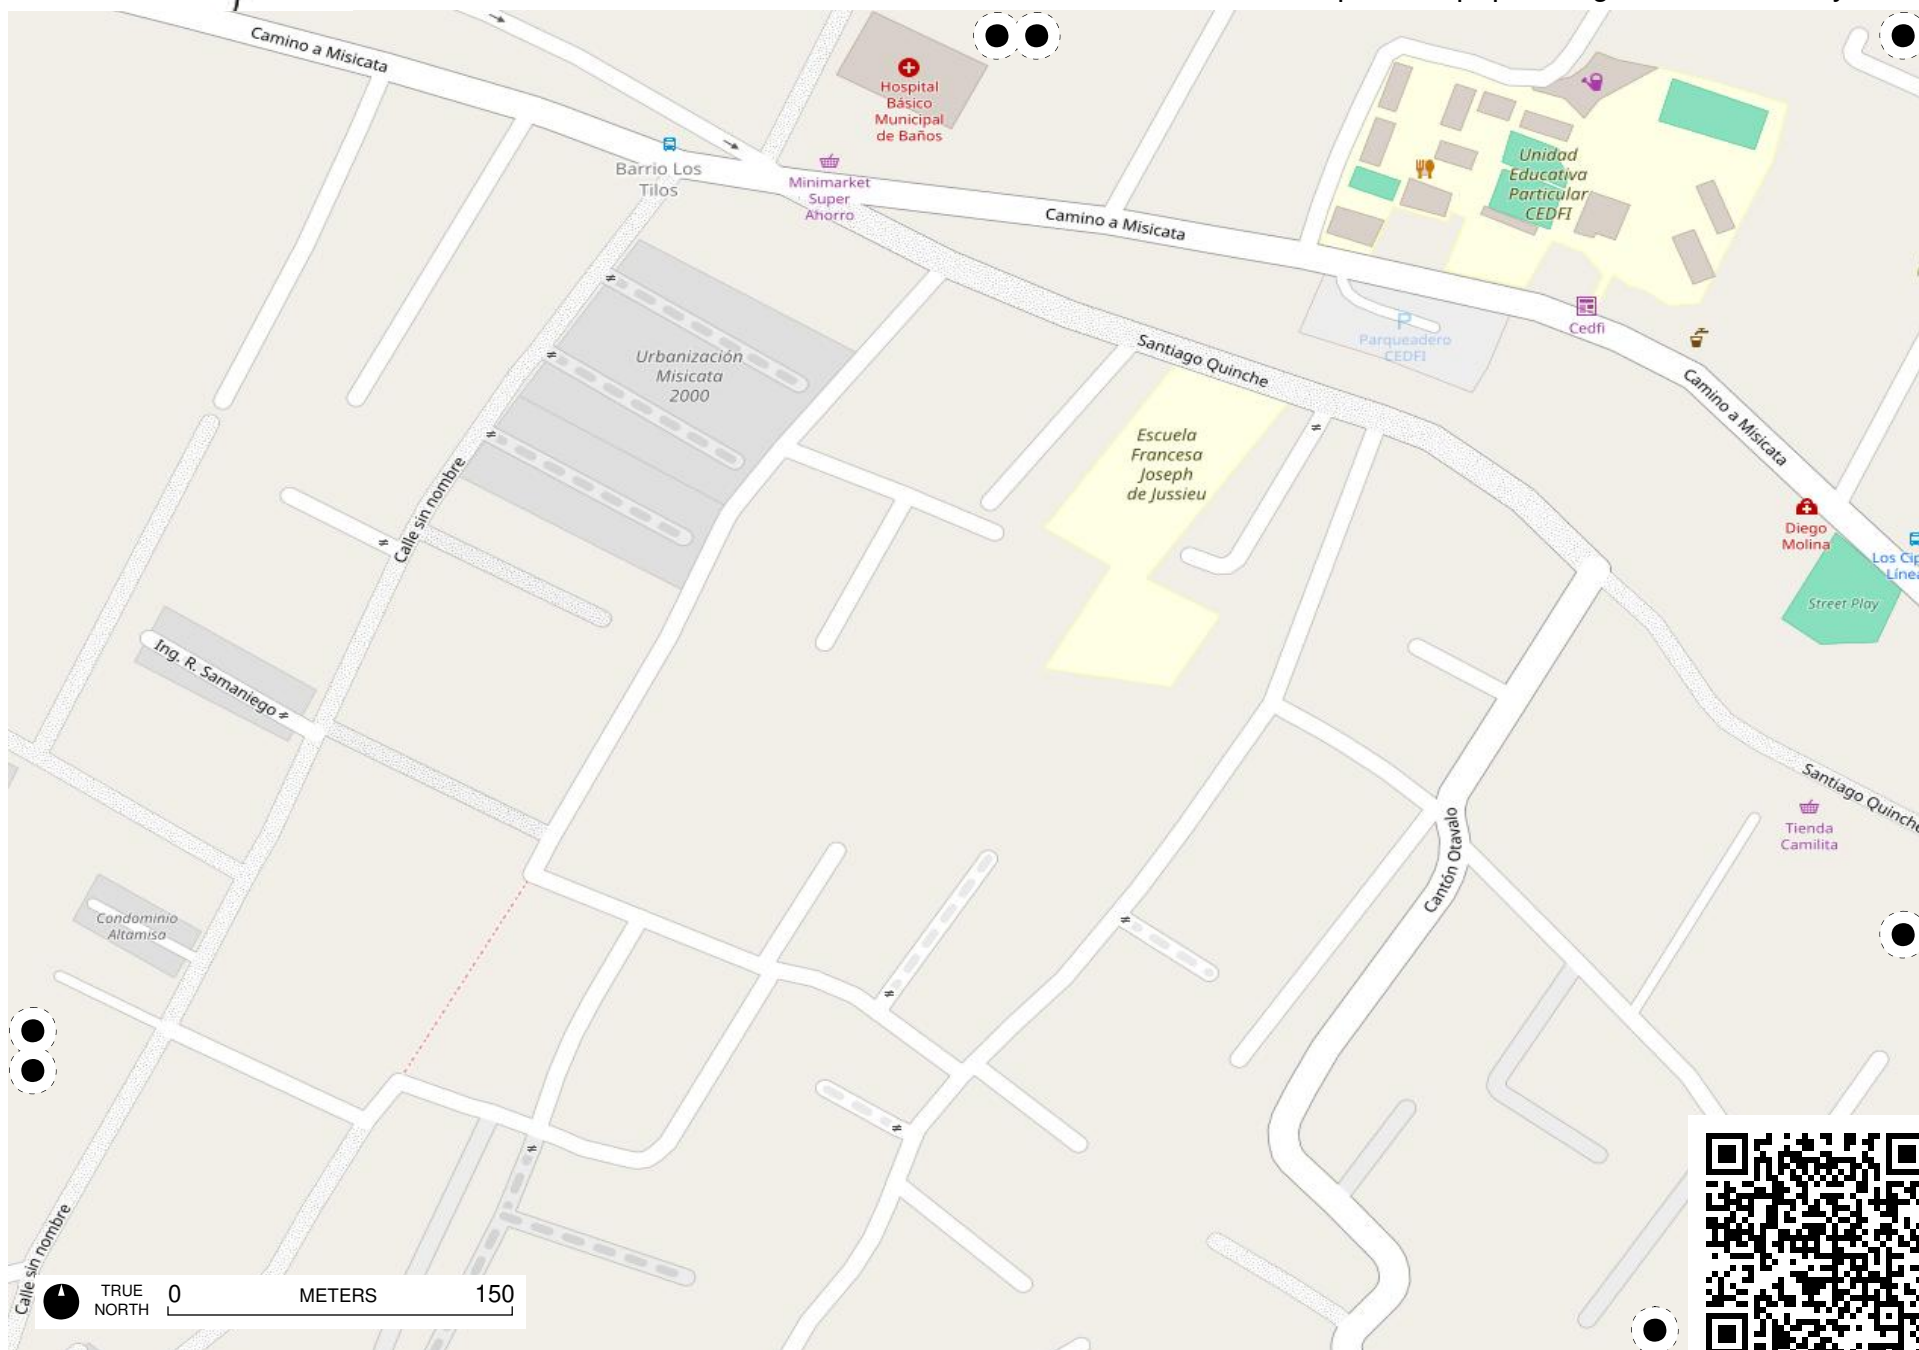 Camino a Misicata
Hospital
Básico
Municipal
de Baños
Barrio Los
Tilos
Minimarket
Super
Ahorro
Camino a Misicata
Unidad
Educativa
Particular
CEDFI
Cedfi
P
Parqueadero
CEDFI
Santiago Quinche
Camino a Misicata
Urbanización
Misicata
2000
Escuela
Francesa
Joseph
de Jussieu
Calle sin nombre
Diego
Molina
Street Play
Ing. R. Samaniego
Santiago Quinche
Tienda
Camilita
Cantón Otavalo
Condominio
Altamisa
Calle sin nombre
TRUE
NORTH
0 METERS 150